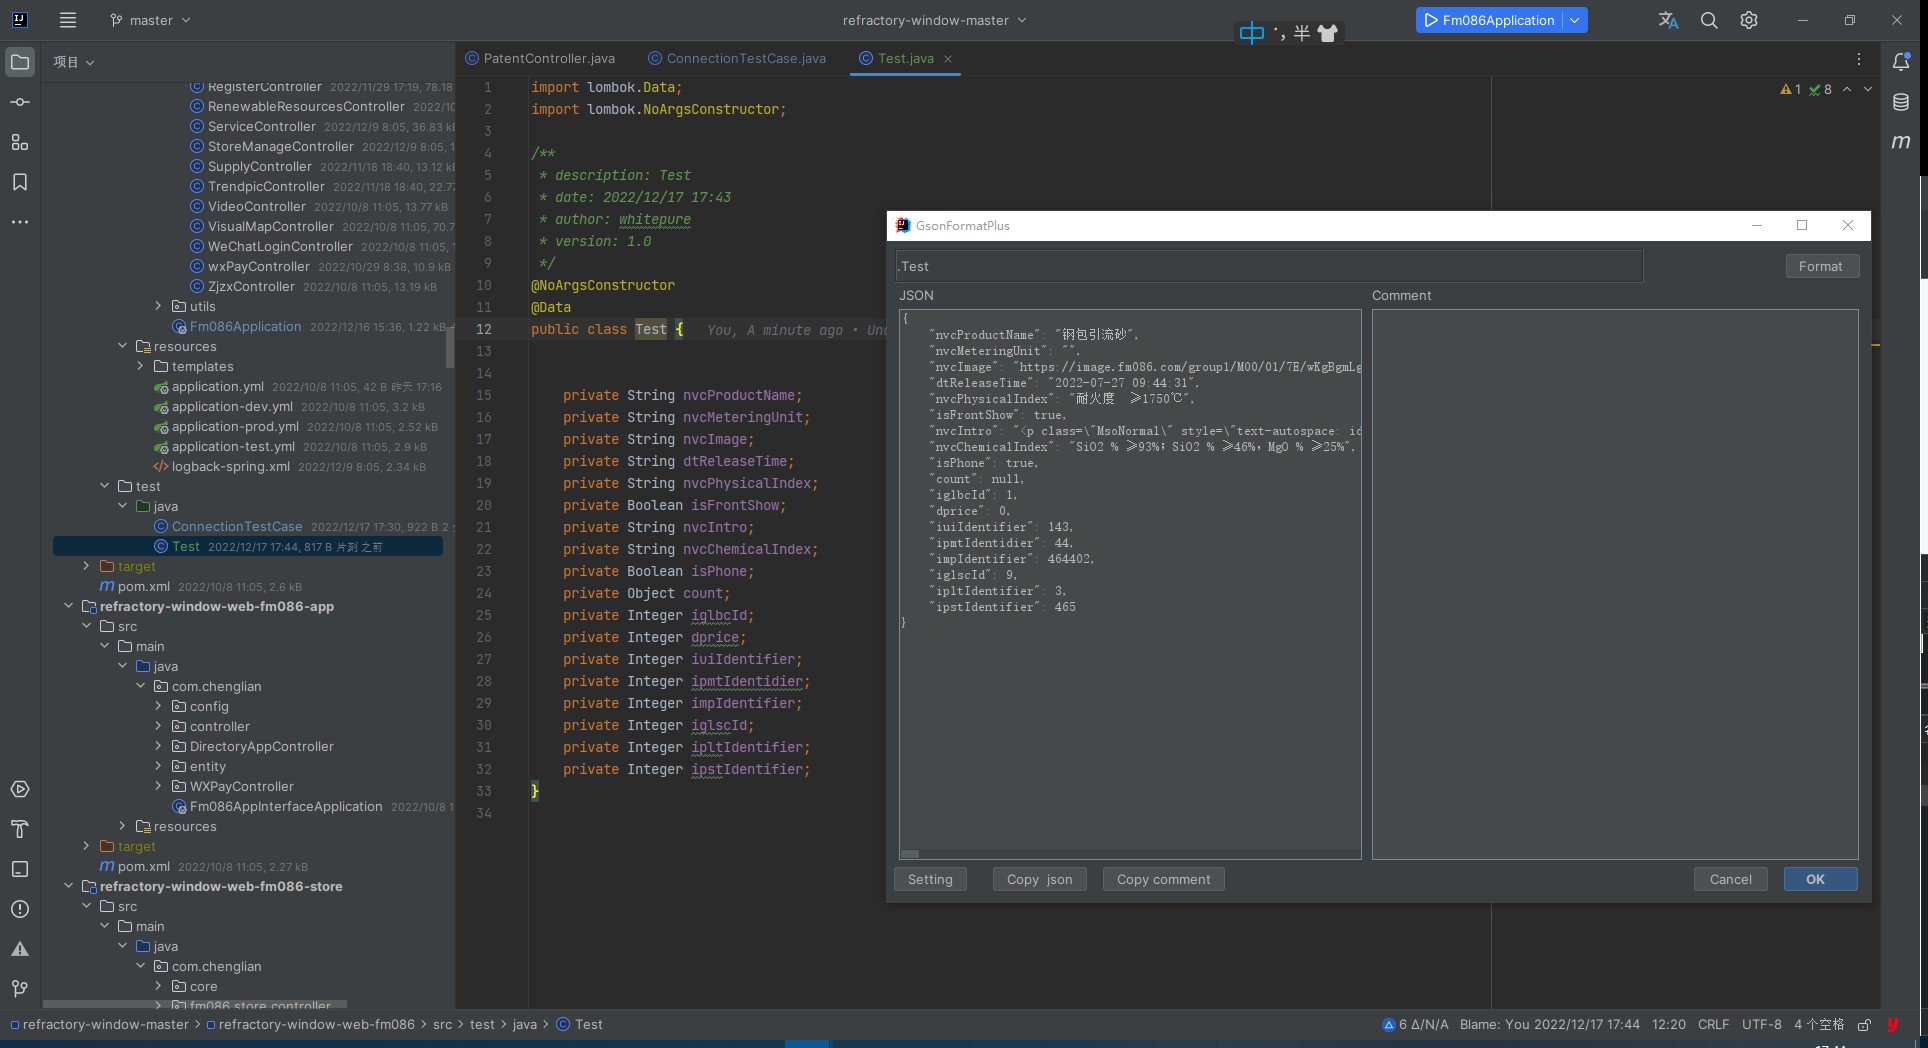 master
refractory-window-master
Fm086Application
中 ', 半
项目
PatentController.java
ConnectionTestCase.java
Test.java
RegisterController 2022/11/29 17:19, 78.18
RenewableResourcesController 2022/10
ServiceController 2022/12/9 8:05, 36.83 kB
StoreManageController 2022/12/9 8:05, 1
SupplyController 2022/11/18 18:40, 13.12 kB
TrendpicController 2022/11/18 18:40, 22.7
VideoController 2022/10/8 11:05, 13.77 kB
VisualMapController 2022/10/8 11:05, 70.7
WeChatLoginController 2022/10/8 11:05, 1
wxPayController 2022/10/29 8:38, 10.9 kB
ZjzxController 2022/10/8 11:05, 13.19 kB
utils
Fm086Application 2022/12/16 15:36, 1.22 kB
resources
templates
application.yml 2022/10/8 11:05, 42 B 昨天 17:16
application-dev.yml 2022/10/8 11:05, 3.2 kB
application-prod.yml 2022/10/8 11:05, 2.52 kB
application-test.yml 2022/10/8 11:05, 2.9 kB
logback-spring.xml 2022/12/9 8:05, 2.34 kB
test
java
ConnectionTestCase 2022/12/17 17:30, 922 B 2
Test 2022/12/17 17:44, 817 B 片刻 之前
target
pom.xml 2022/10/8 11:05, 2.6 kB
refractory-window-web-fm086-app
src
main
java
com.chenglian
config
controller
DirectoryAppController
entity
WXPayController
Fm086AppInterfaceApplication 2022/10/8 1
resources
target
pom.xml 2022/10/8 11:05, 2.27 kB
refractory-window-web-fm086-store
src
main
java
com.chenglian
core
fm086.store.controller
1 import lombok.Data;
2 import lombok.NoArgsConstructor;
3
4 /**
5 * description: Test
6 * date: 2022/12/17 17:43
7 * author: whitepure
8 * version: 1.0
9 */
10 @NoArgsConstructor
11 @Data
12 public class Test { You, A minute ago • Unc
13
14
15 private String nvcProductName;
16 private String nvcMeteringUnit;
17 private String nvcImage;
18 private String dtReleaseTime;
19 private String nvcPhysicalIndex;
20 private Boolean isFrontShow;
21 private String nvcIntro;
22 private String nvcChemicalIndex;
23 private Boolean isPhone;
24 private Object count;
25 private Integer iglbcId;
26 private Integer dprice;
27 private Integer iuiIdentifier;
28 private Integer ipmtIdentidier;
29 private Integer impIdentifier;
30 private Integer iglscId;
31 private Integer ipltIdentifier;
32 private Integer ipstIdentifier;
33 }
34
1 8
GsonFormatPlus
.Test
Format
JSON
Comment
{
"nvcProductName": "钢包引流砂",
"nvcMeteringUnit": "",
"nvcImage": "https://image.fm086.com/group1/M00/01/7E/wKgBgmLg
"dtReleaseTime": "2022-07-27 09:44:31",
"nvcPhysicalIndex": "耐火度 ≥1750℃",
"isFrontShow": true,
"nvcIntro": "<p class=\"MsoNormal\" style=\"text-autospace: id
"nvcChemicalIndex": "SiO2 % ≥93%；SiO2 % ≥46%，MgO % ≥25%",
"isPhone": true,
"count": null,
"iglbcId": 1,
"dprice": 0,
"iuiIdentifier": 143,
"ipmtIdentidier": 44,
"impIdentifier": 464402,
"iglscId": 9,
"ipltIdentifier": 3,
"ipstIdentifier": 465
}
Setting
Copy json
Copy comment
Cancel
OK
refractory-window-master > refractory-window-web-fm086 > src > test > java > Test
6 Δ/N/A Blame: You 2022/12/17 17:44 12:20 CRLF UTF-8 4 个空格